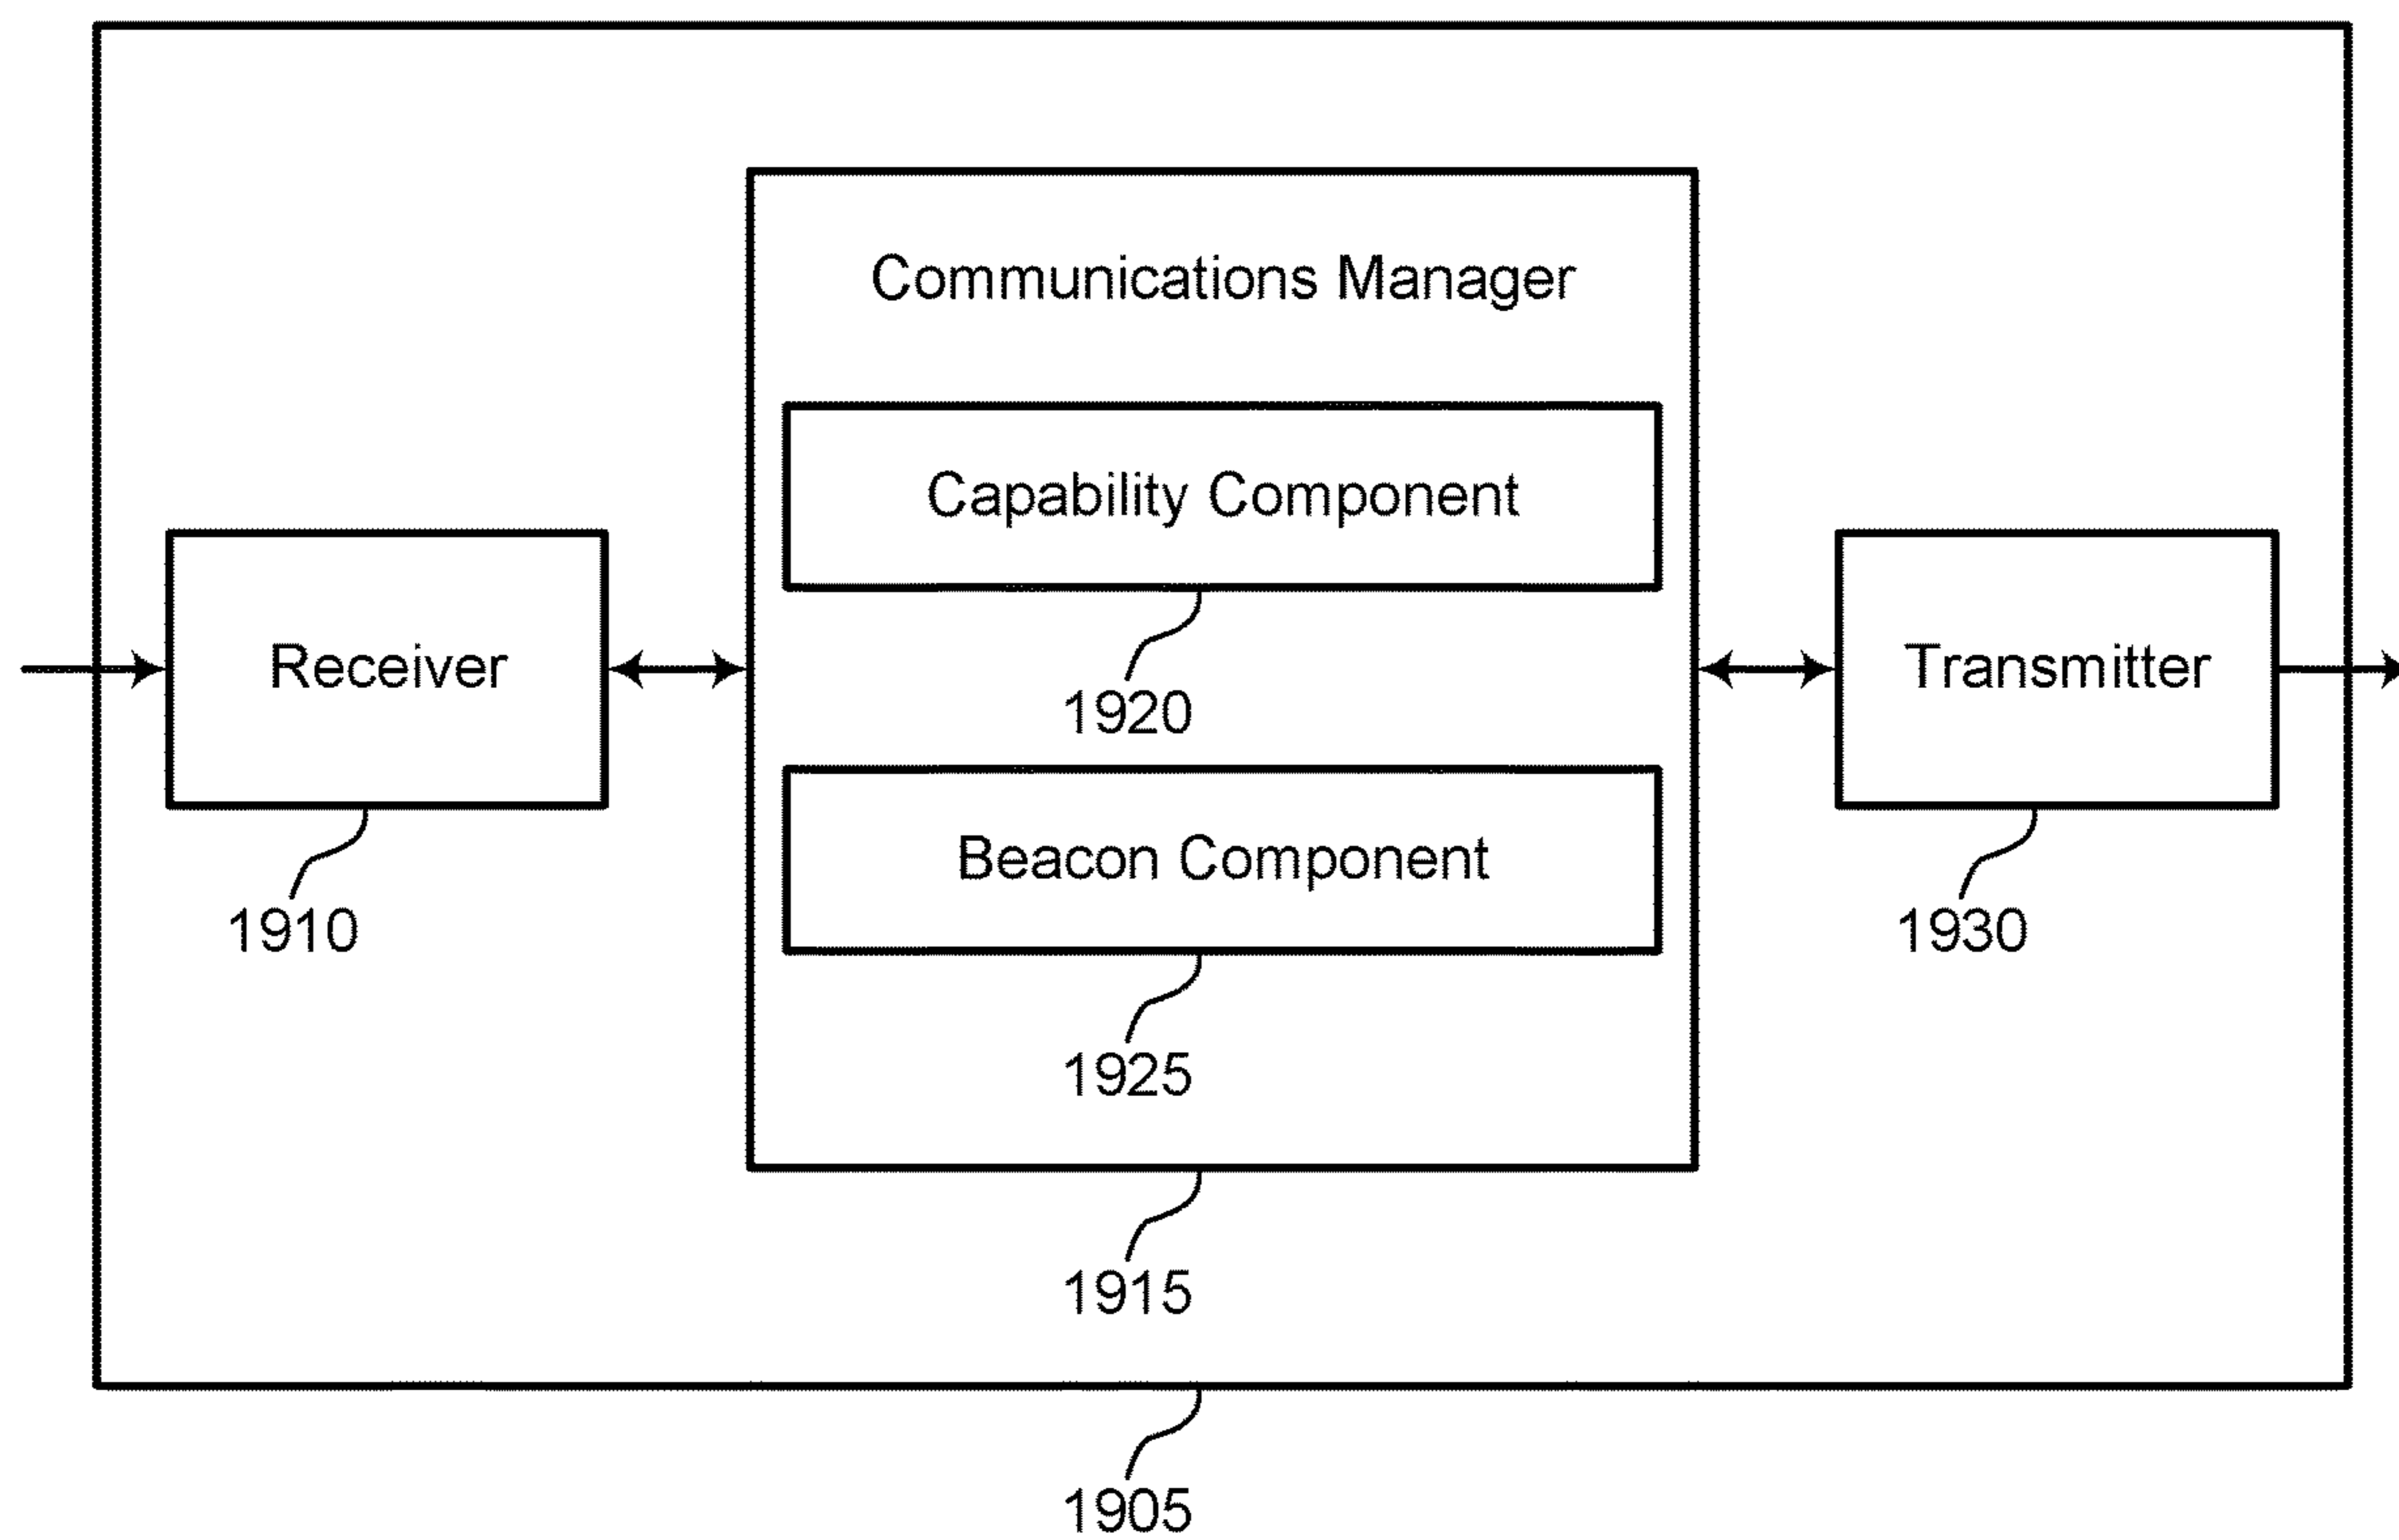 Communications Manager
Capability Component
Receiver
Transmitter
1920
Beacon Component
1910
1930
1925
1915
1905